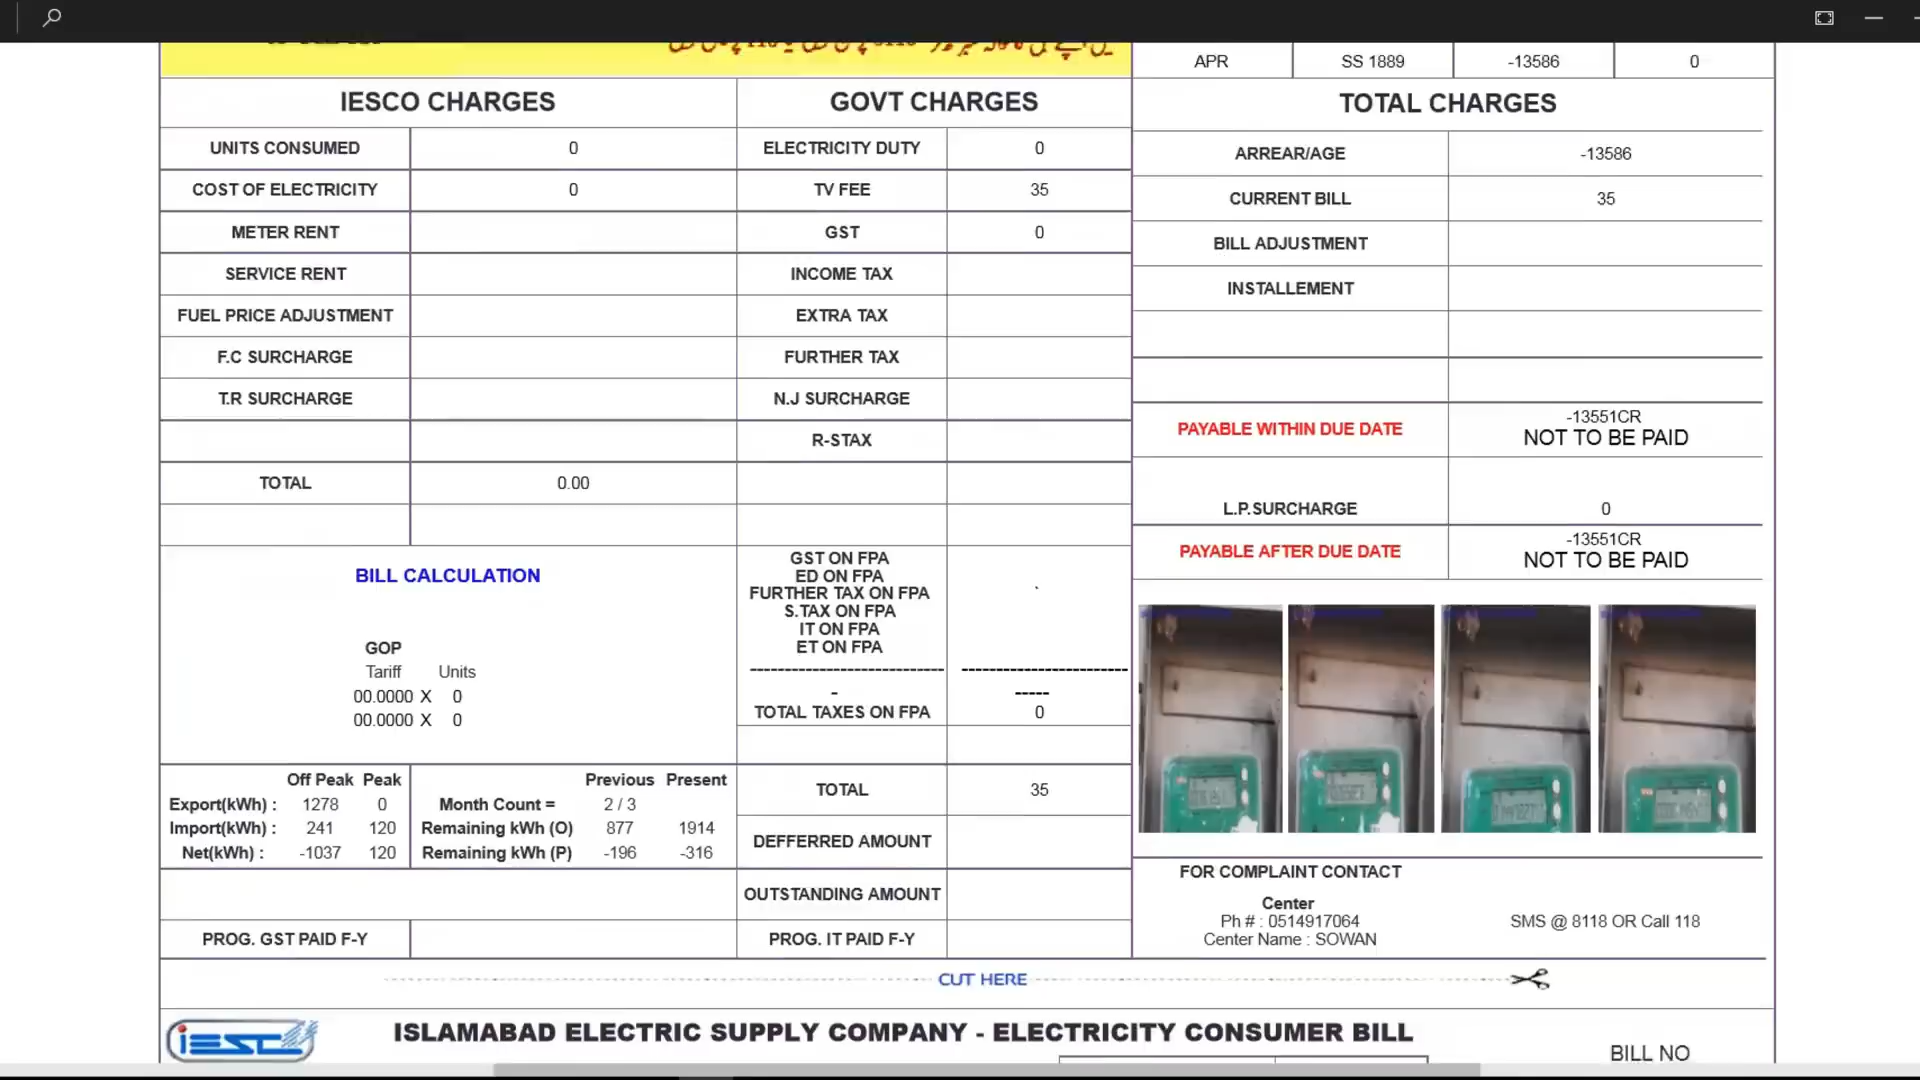 APR SS 1889 -13586 0
IESCO CHARGES GOVT CHARGES TOTAL CHARGES
UNITS CONSUMED 0 ELECTRICITY DUTY 0
ARREAR/AGE -13586
COST OF ELECTRICITY 0 TV FEE 35
CURRENT BILL 35
METER RENT GST 0
BILL ADJUSTMENT
SERVICE RENT INCOME TAX
INSTALLEMENT
FUEL PRICE ADJUSTMENT EXTRA TAX
F.C SURCHARGE FURTHER TAX
T.R SURCHARGE N.J SURCHARGE
-13551CR
PAYABLE WITHIN DUE DATE NOT TO BE PAID
R-STAX
TOTAL 0.00
L.P.SURCHARGE 0
-13551CR
PAYABLE AFTER DUE DATE NOT TO BE PAID
BILL CALCULATION
GST ON FPA
ED ON FPA
FURTHER TAX ON FPA
S.TAX ON FPA
IT ON FPA
ET ON FPA
---------------------------- ------------------------
- -----
TOTAL TAXES ON FPA 0
GOP
Tariff Units
00.0000 X 0
00.0000 X 0
Off Peak Peak Previous Present
Export(kWh) : 1278 0 Month Count = 2 / 3
Import(kWh) : 241 120 Remaining kWh (O) 877 1914
Net(kWh) : -1037 120 Remaining kWh (P) -196 -316
TOTAL 35
DEFFERRED AMOUNT
OUTSTANDING AMOUNT
PROG. GST PAID F-Y PROG. IT PAID F-Y
FOR COMPLAINT CONTACT
Center
Ph # : 0514917064 SMS @ 8118 OR Call 118
Center Name : SOWAN
CUT HERE
iESC
ISLAMABAD ELECTRIC SUPPLY COMPANY - ELECTRICITY CONSUMER BILL
BILL NO